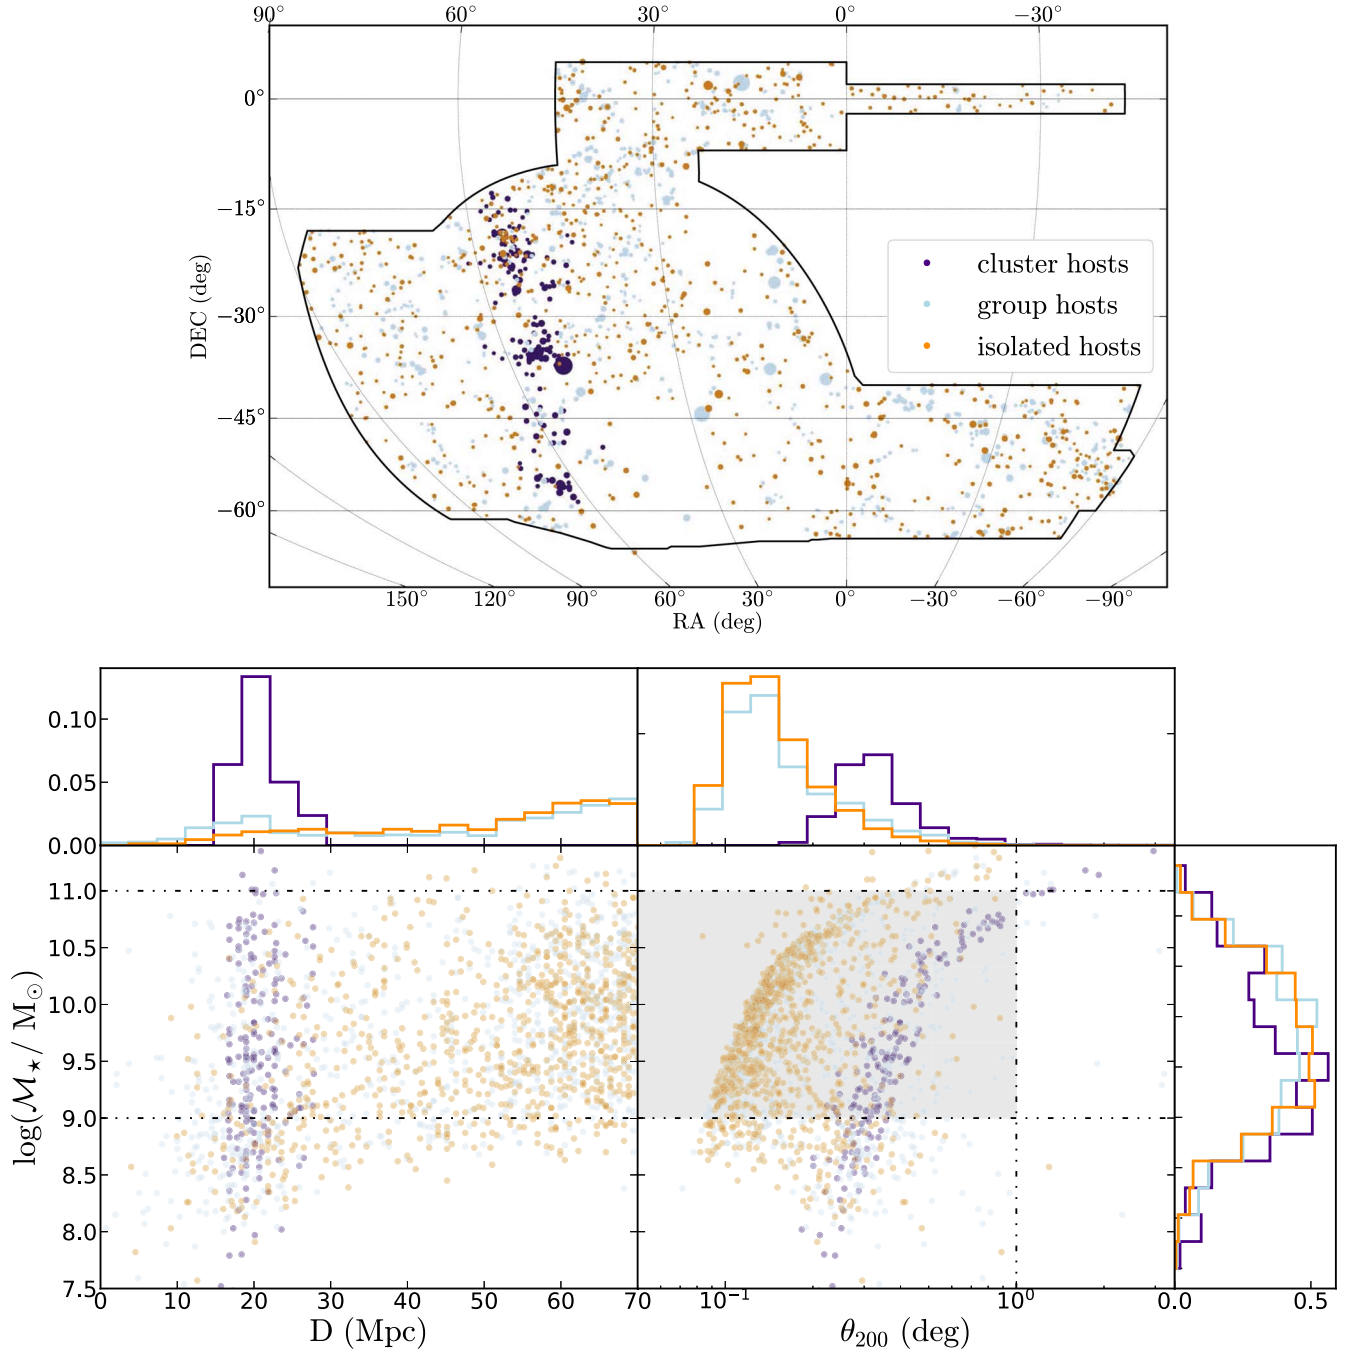 90° 60° 30° 0° −30°
0°
−15°
−30°
−45°
−60°
DEC (deg)
cluster hosts
group hosts
isolated hosts
150° 120° 90° 60° 30° 0° −30° −60° −90°
RA (deg)
0.10
0.05
0.00
11.0
10.5
10.0
9.5
9.0
8.5
8.0
7.5
log(ℳ⋆/ M⊙)
0 10 20 30 40 50 60 70 10⁻¹ 10⁰ 0.0 0.5
D (Mpc) θ₂₀₀ (deg)